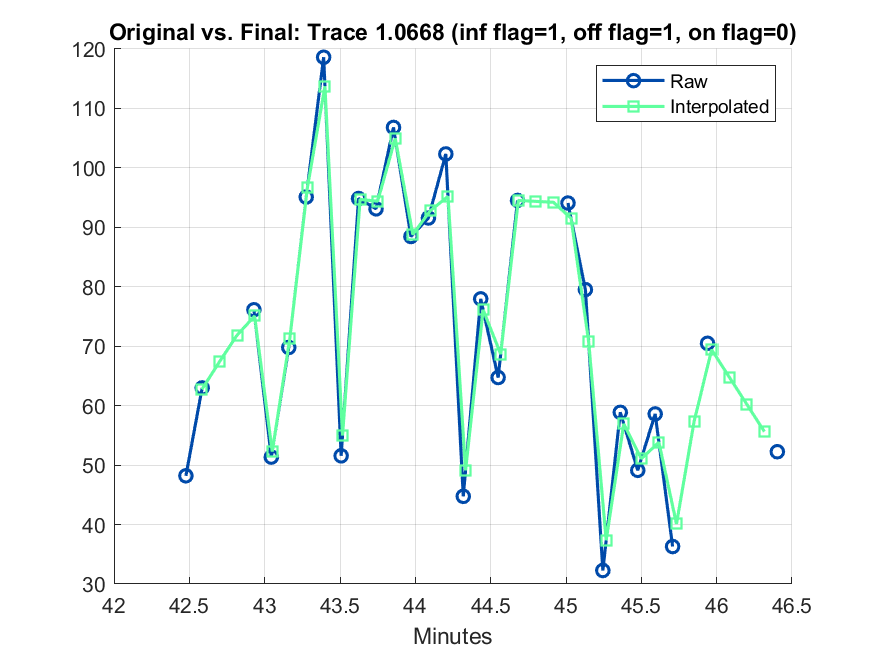 Original vs. Final: Trace 1.0668 (inf flag=1, off flag=1, on flag=0)
120
110
100
90
80
70
60
50
40
30
Raw
Interpolated
42 42.5 43 43.5 44 44.5 45 45.5 46 46.5
Minutes